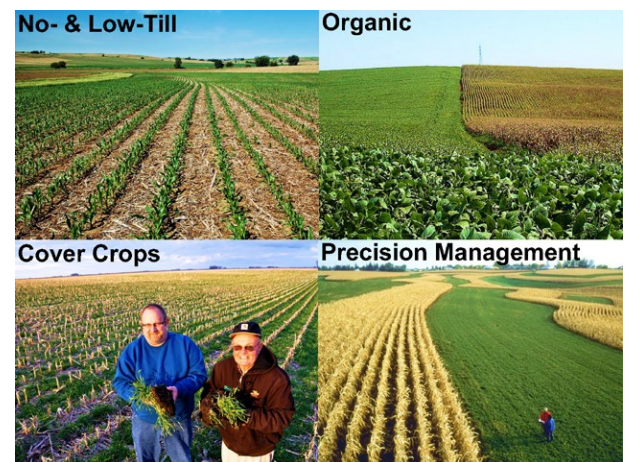 No- & Low-Till
Organic
Cover Crops
Precision Management